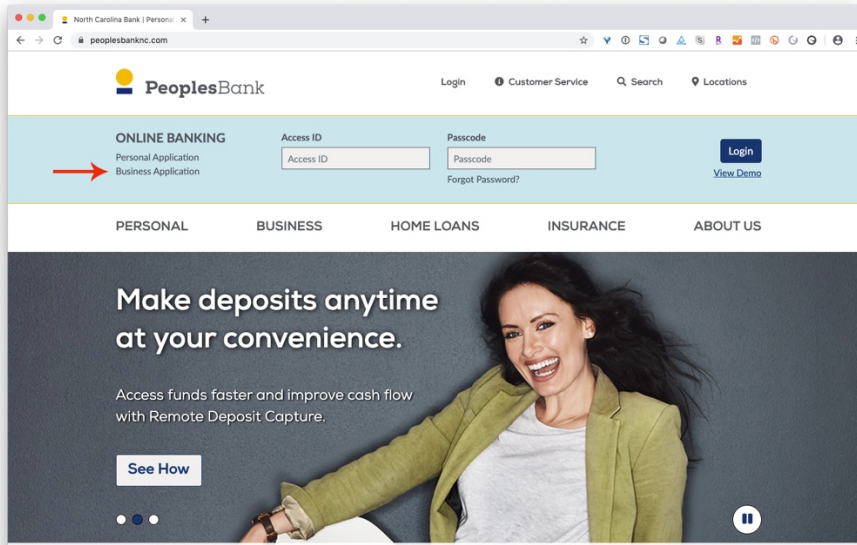 North Carolina Bank | Personal
peoplesbanknc.com
PeoplesBank
Login
Customer Service
Search
Locations
ONLINE BANKING
Access ID
Passcode
Personal Application
Access ID
Passcode
Login
Business Application
Forgot Password?
View Demo
PERSONAL
BUSINESS
HOME LOANS
INSURANCE
ABOUT US
Make deposits anytime
at your convenience.
Access funds faster and improve cash flow
with Remote Deposit Capture.
See How